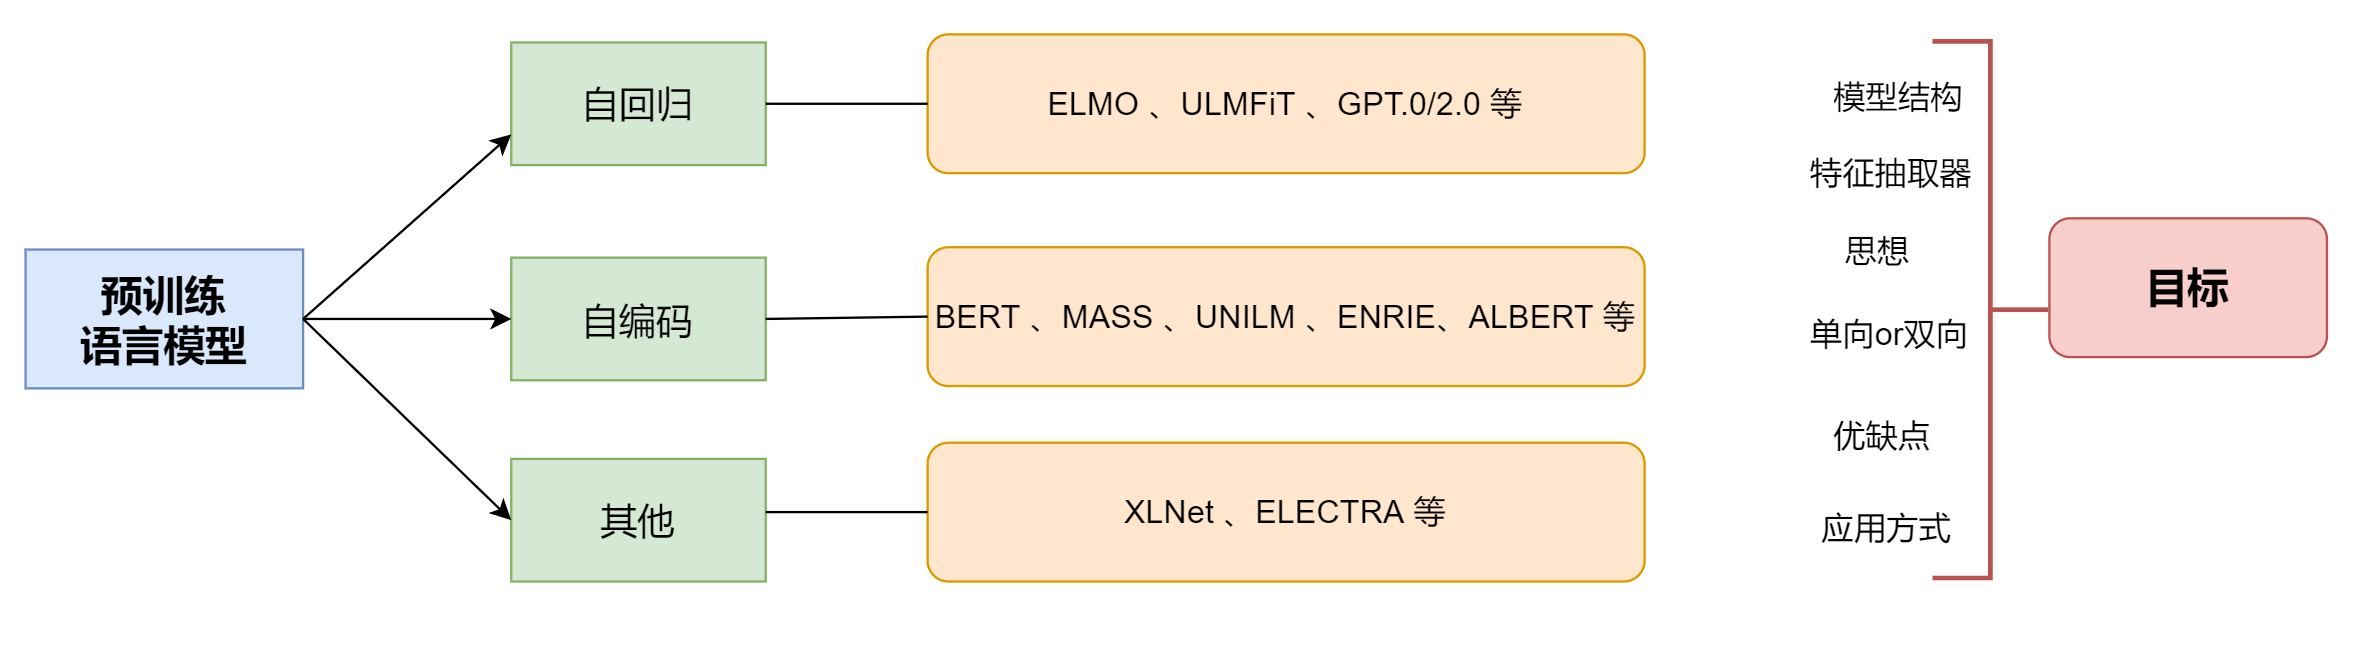 预训练
语言模型
自回归
ELMO 、ULMFiT 、GPT.0/2.0 等
自编码
BERT 、MASS 、UNILM 、ENRIE、ALBERT 等
其他
XLNet 、ELECTRA 等
模型结构
特征抽取器
思想
单向or双向
优缺点
应用方式
目标